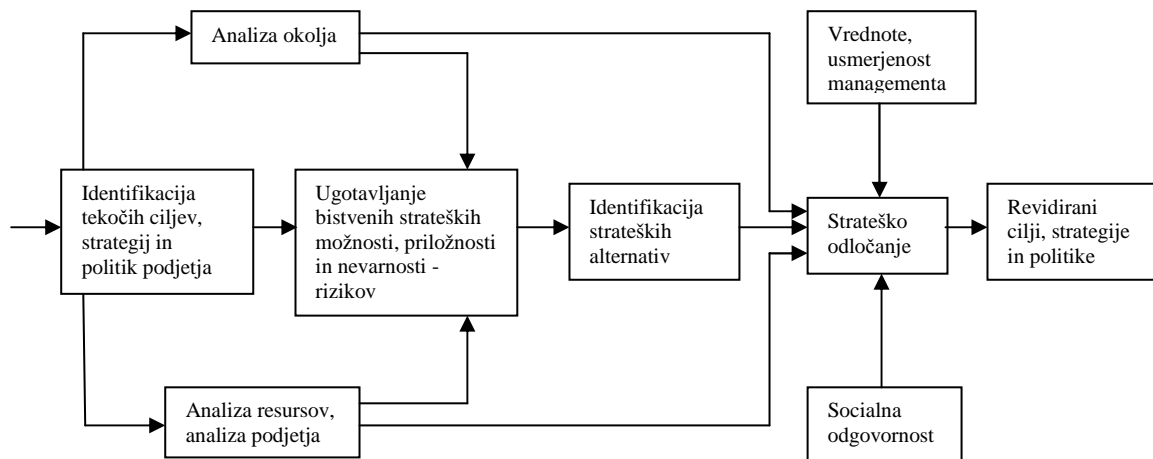 Analiza okolja
Vrednote,
usmerjenost
managementa
Identifikacija
tekočih ciljev,
strategij in
politik podjetja
Ugotavljanje
bistvenih strateških
možnosti, priložnosti
in nevarnosti -
rizikov
Identifikacija
strateških
alternativ
Strateško
odločanje
Revidirani
cilji, strategije
in politike
Analiza resursov,
analiza podjetja
Socialna
odgovornost